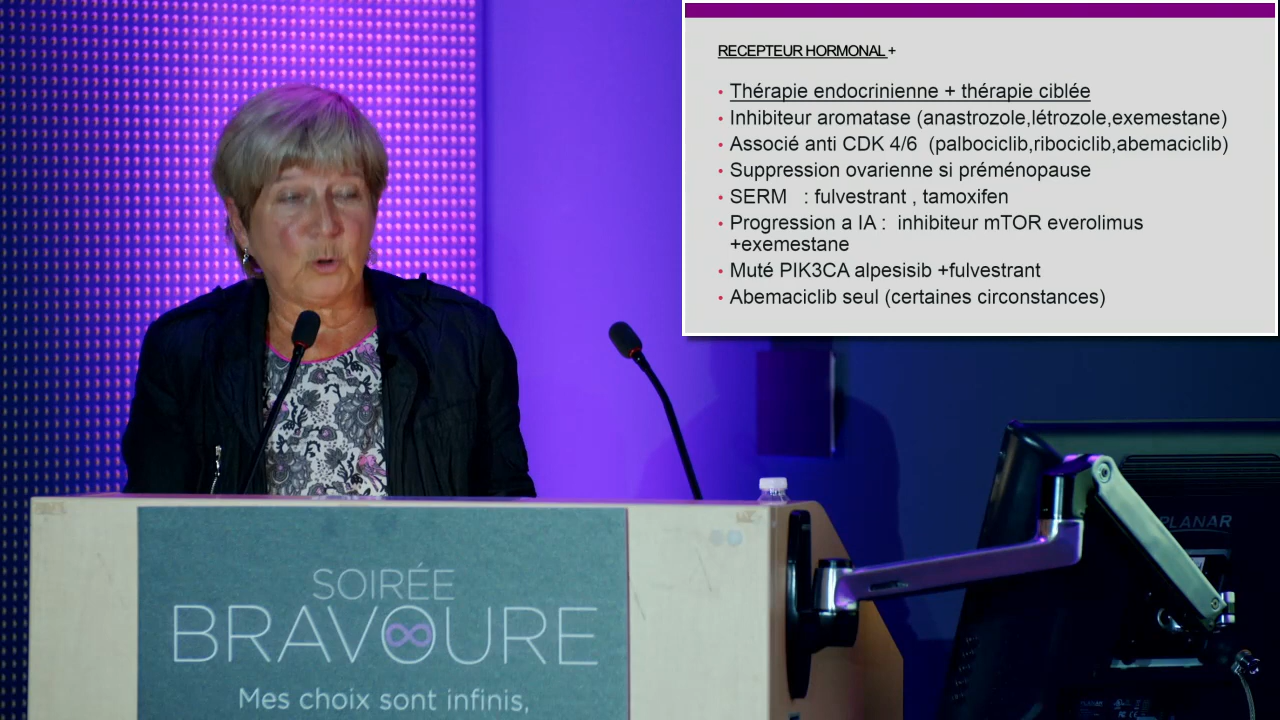 RECEPTEUR HORMONAL +
• Thérapie endocrinienne + thérapie ciblée
• Inhibiteur aromatase (anastrozole,létrozole,exemestane)
• Associé anti CDK 4/6 (palbociclib,ribociclib,abemaciclib)
• Suppression ovarienne si préménopause
• SERM : fulvestrant , tamoxifen
• Progression a IA : inhibiteur mTOR everolimus
+exemestane
• Muté PIK3CA alpesisib +fulvestrant
• Abemaciclib seul (certaines circonstances)
PLANAR
SOIRÉE
BRAVOURE
Mes choix sont infinis,